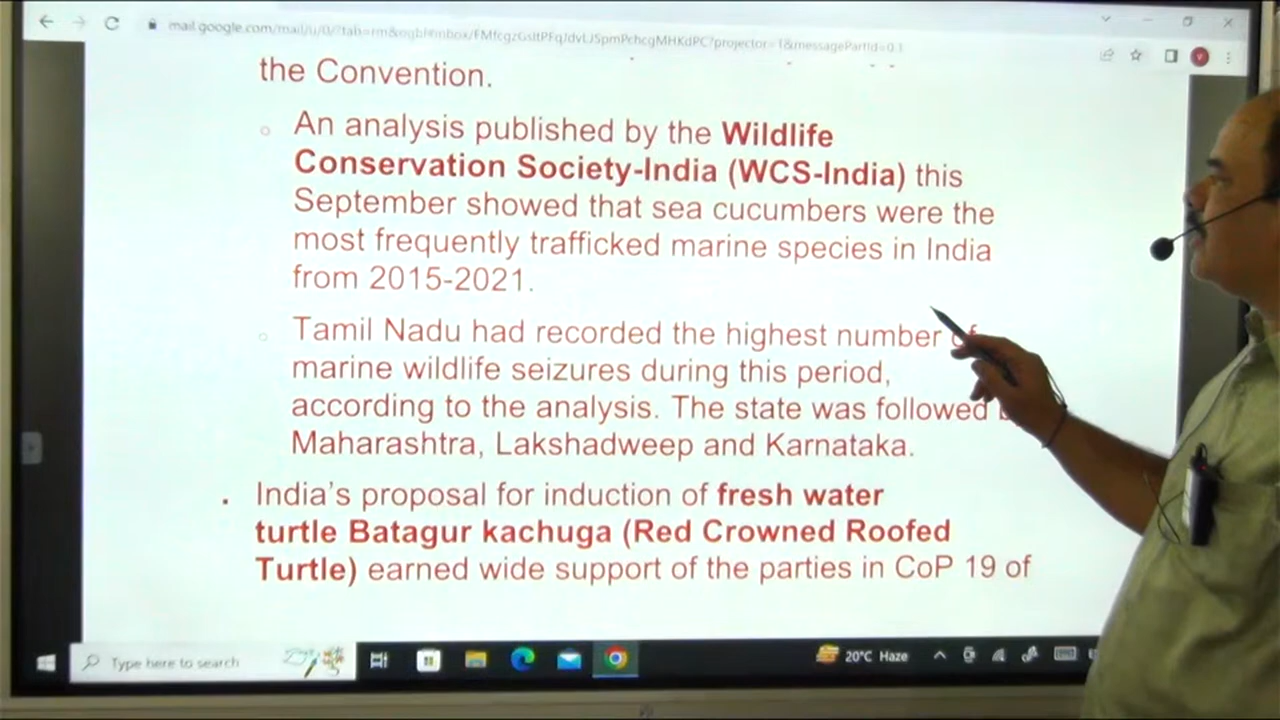 the Convention.
An analysis published by the Wildlife
Conservation Society-India (WCS-India) this
September showed that sea cucumbers were the
most frequently trafficked marine species in India
from 2015-2021.
Tamil Nadu had recorded the highest number of
marine wildlife seizures during this period,
according to the analysis. The state was followed
Maharashtra, Lakshadweep and Karnataka.
India's proposal for induction of fresh water
turtle Batagur kachuga (Red Crowned Roofed
Turtle) earned wide support of the parties in CoP 19 of
Type here to search
20°C Haze